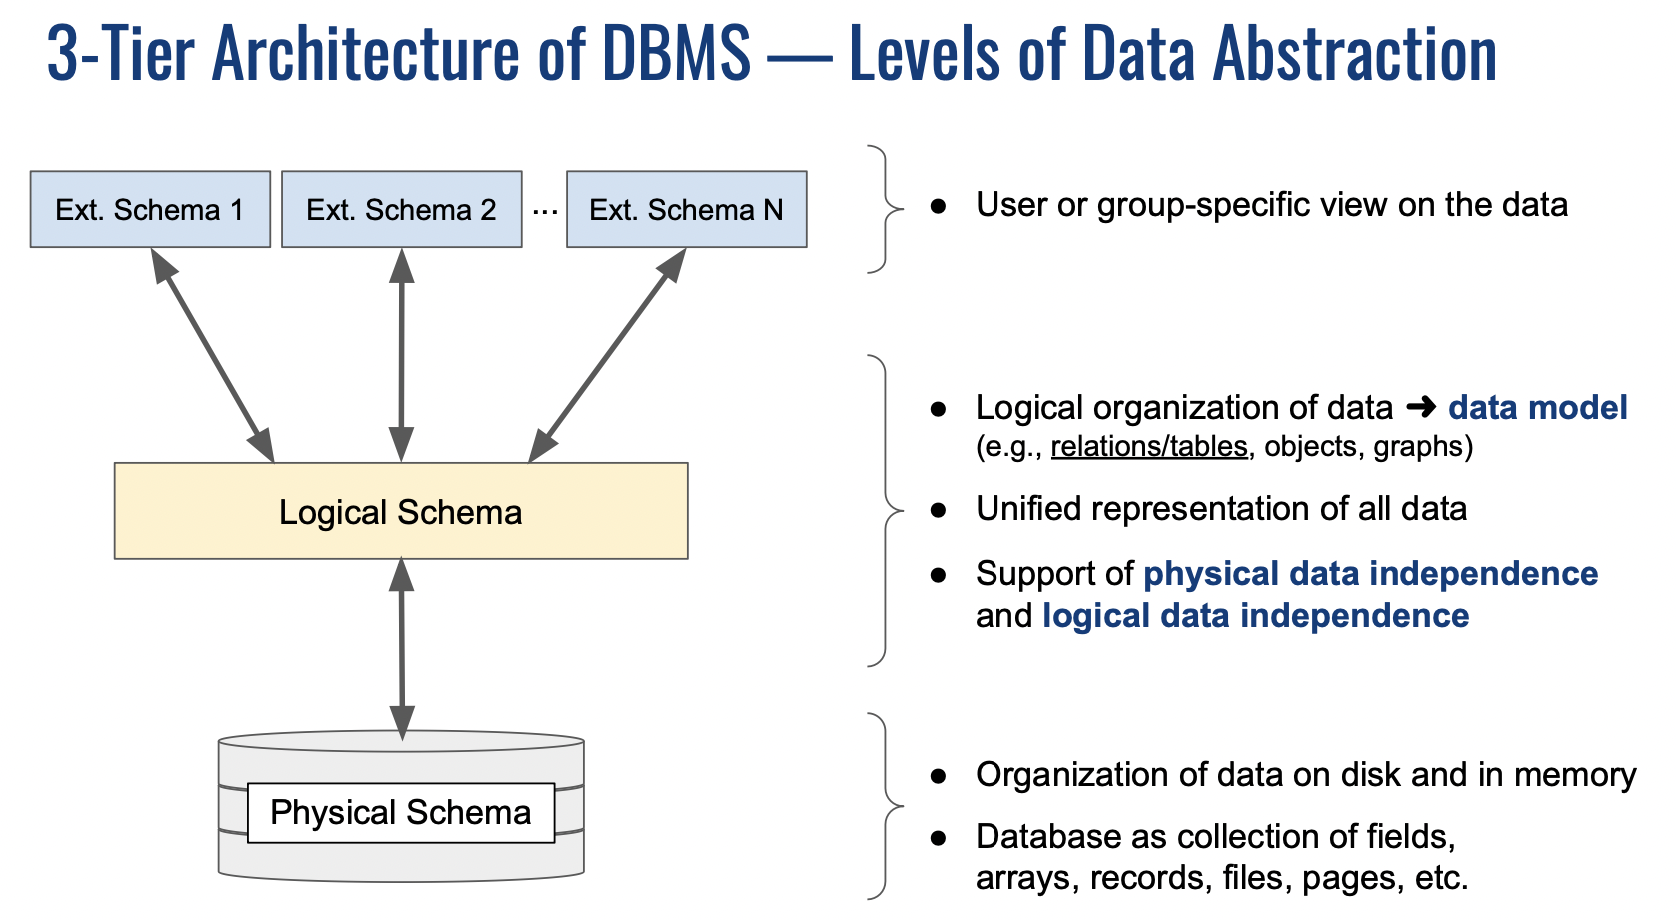 3-Tier Architecture of DBMS — Levels of Data Abstraction
Ext. Schema 1
Ext. Schema 2
...
Ext. Schema N
● User or group-specific view on the data
Logical Schema
● Logical organization of data ➜ data model
(e.g., relations/tables, objects, graphs)
● Unified representation of all data
● Support of physical data independence
and logical data independence
Physical Schema
● Organization of data on disk and in memory
● Database as collection of fields,
arrays, records, files, pages, etc.